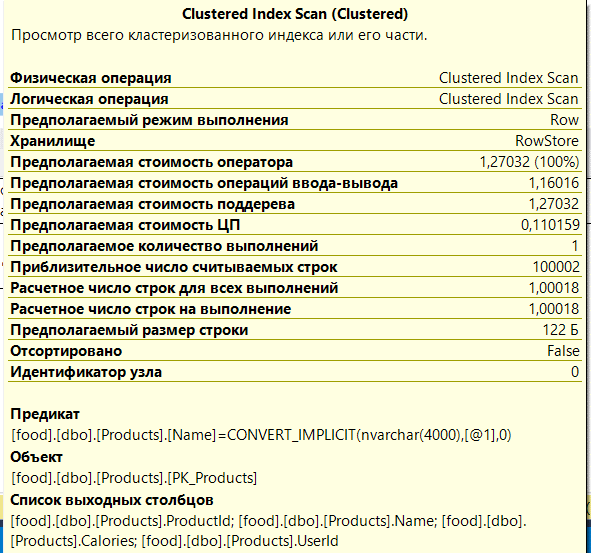 Clustered Index Scan (Clustered)
Просмотр всего кластеризованного индекса или его части.
Физическая операция Clustered Index Scan
Логическая операция Clustered Index Scan
Предполагаемый режим выполнения Row
Хранилище RowStore
Предполагаемая стоимость оператора 1,27032 (100%)
Предполагаемая стоимость операций ввода-вывода 1,16016
Предполагаемая стоимость поддерева 1,27032
Предполагаемая стоимость ЦП 0,110159
Предполагаемое количество выполнений 1
Приблизительное число считываемых строк 100002
Расчетное число строк для всех выполнений 1,00018
Расчетное число строк на выполнение 1,00018
Предполагаемый размер строки 122 Б
Отсортировано False
Идентификатор узла 0
Предикат
[food].[dbo].[Products].[Name]=CONVERT_IMPLICIT(nvarchar(4000),[@1],0)
Объект
[food].[dbo].[Products].[PK_Products]
Список выходных столбцов
[food].[dbo].[Products].ProductId; [food].[dbo].[Products].Name; [food].[dbo].
[Products].Calories; [food].[dbo].[Products].UserId